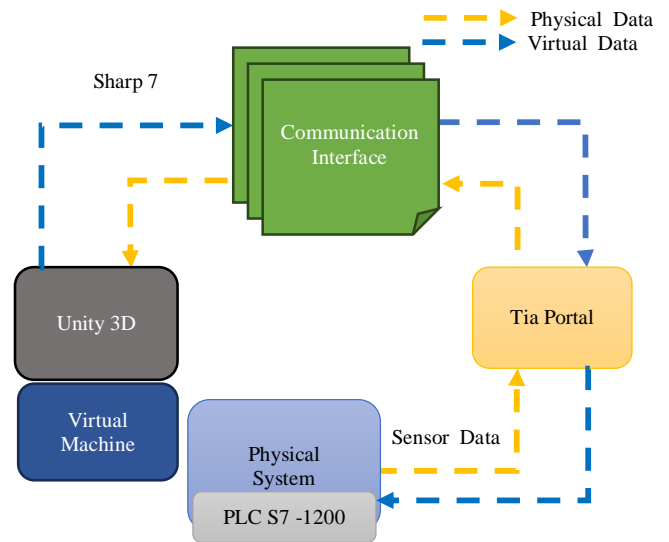 Physical Data
Virtual Data
Sharp 7
Communication
Interface
Unity 3D
Tia Portal
Virtual
Machine
Physical
System
Sensor Data
PLC S7 -1200